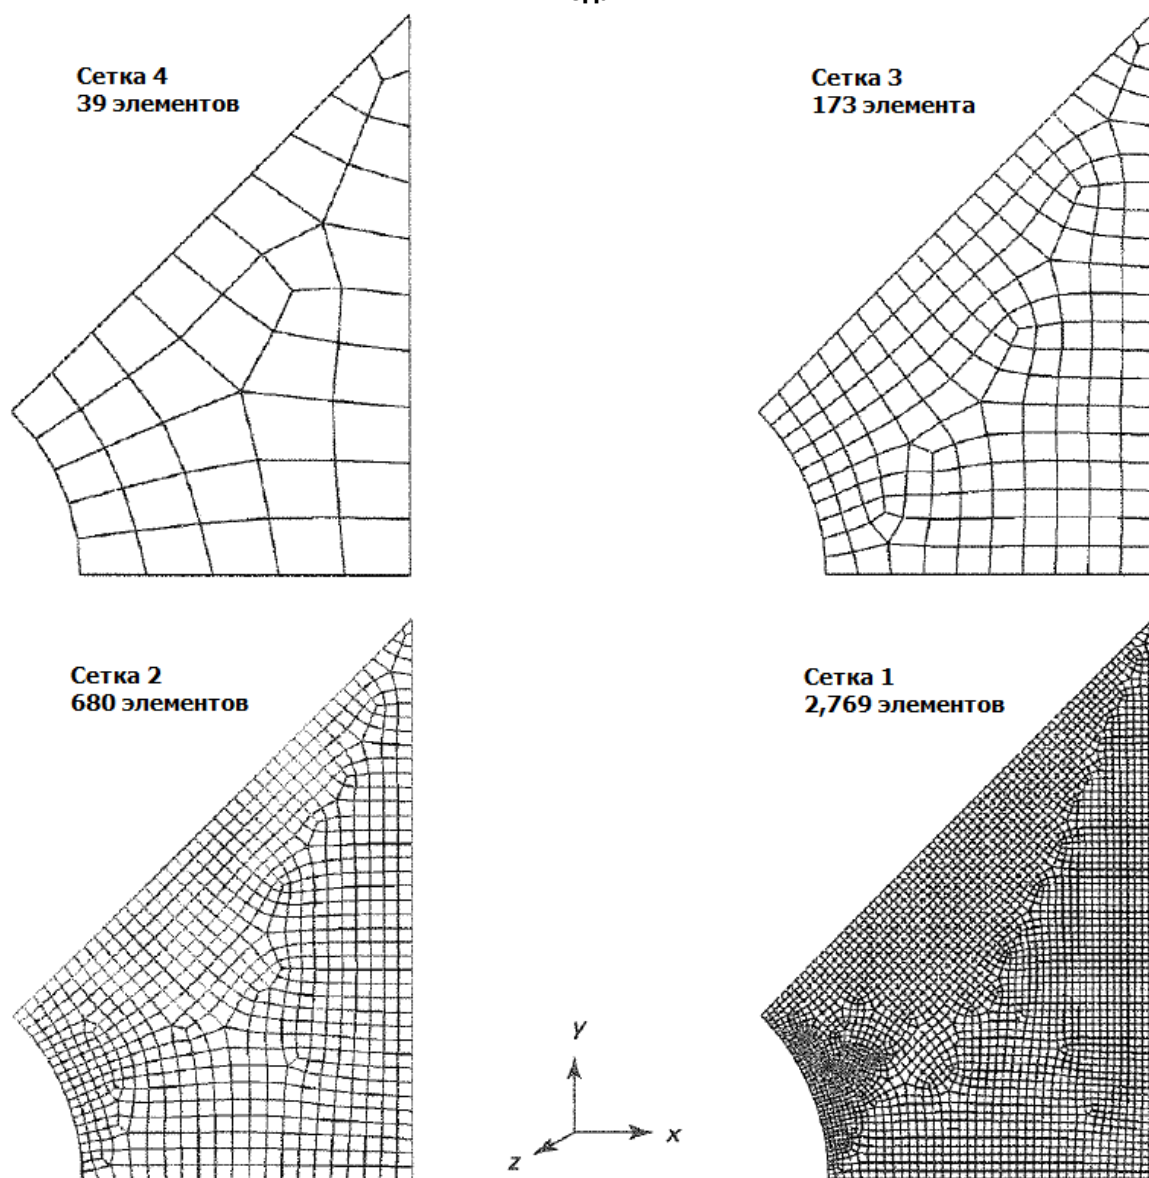 Сетка 4
39 элементов
Сетка 3
173 элемента
Сетка 2
680 элементов
Сетка 1
2,769 элементов
y
x
z